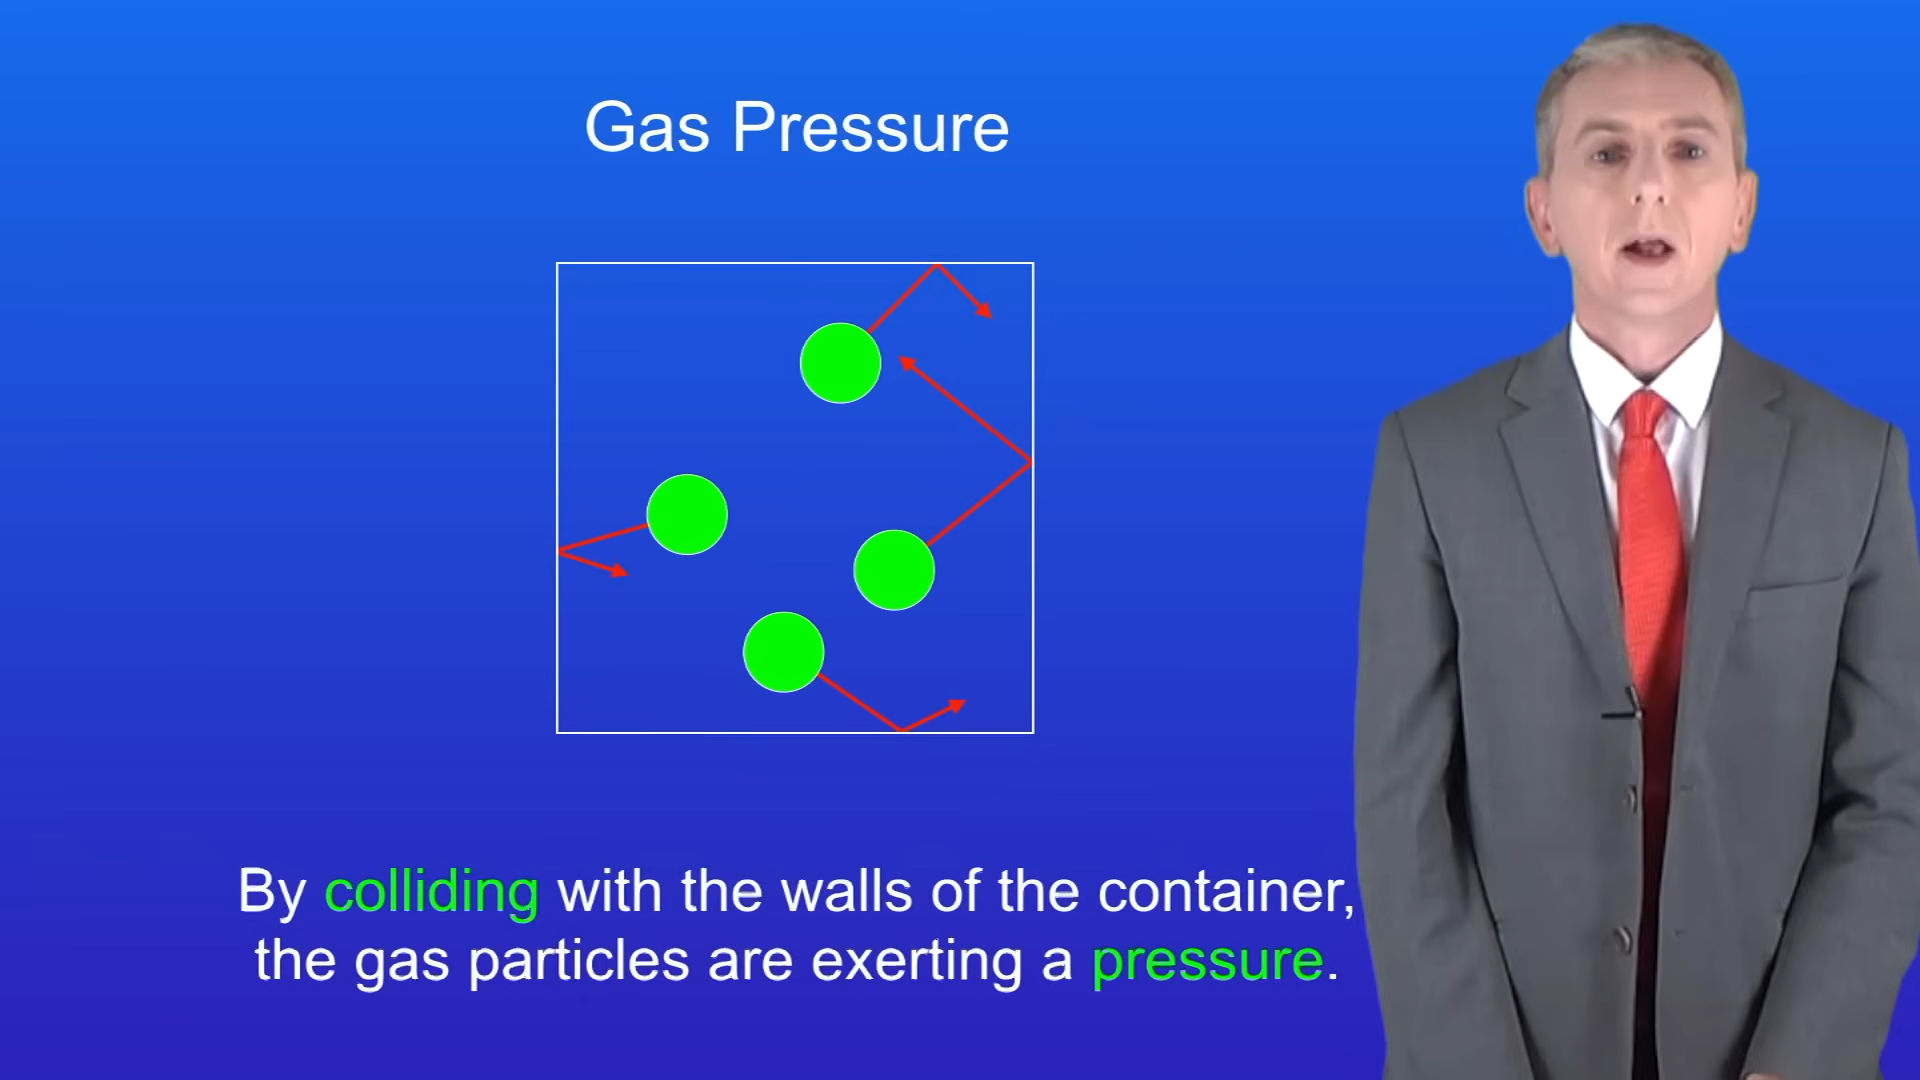 Gas Pressure
By colliding with the walls of the container,
the gas particles are exerting a pressure.